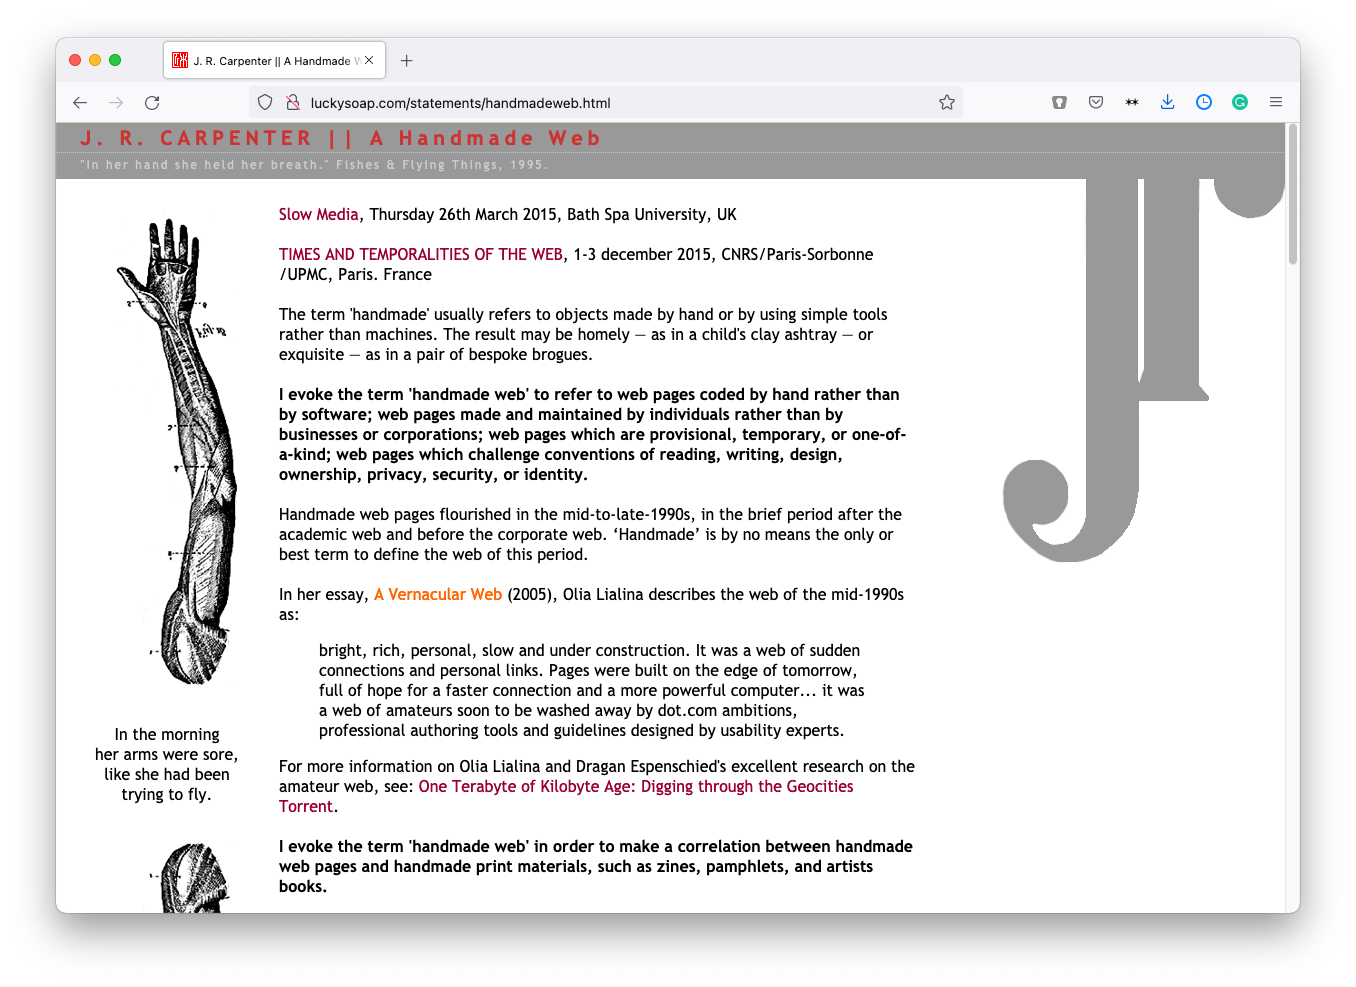 J. R. Carpenter || A Handmade W
luckysoap.com/statements/handmadeweb.html
J. R. CARPENTER || A Handmade Web
"In her hand she held her breath." Fishes & Flying Things, 1995.
Slow Media, Thursday 26th March 2015, Bath Spa University, UK
TIMES AND TEMPORALITIES OF THE WEB, 1-3 december 2015, CNRS/Paris-Sorbonne
/UPMC, Paris. France
The term 'handmade' usually refers to objects made by hand or by using simple tools
rather than machines. The result may be homely — as in a child's clay ashtray — or
exquisite — as in a pair of bespoke brogues.
I evoke the term 'handmade web' to refer to web pages coded by hand rather than
by software; web pages made and maintained by individuals rather than by
businesses or corporations; web pages which are provisional, temporary, or one-of-
a-kind; web pages which challenge conventions of reading, writing, design,
ownership, privacy, security, or identity.
Handmade web pages flourished in the mid-to-late-1990s, in the brief period after the
academic web and before the corporate web. ‘Handmade’ is by no means the only or
best term to define the web of this period.
In her essay, A Vernacular Web (2005), Olia Lialina describes the web of the mid-1990s
as:
bright, rich, personal, slow and under construction. It was a web of sudden
connections and personal links. Pages were built on the edge of tomorrow,
full of hope for a faster connection and a more powerful computer... it was
a web of amateurs soon to be washed away by dot.com ambitions,
professional authoring tools and guidelines designed by usability experts.
In the morning
her arms were sore,
like she had been
trying to fly.
For more information on Olia Lialina and Dragan Espenschied's excellent research on the
amateur web, see: One Terabyte of Kilobyte Age: Digging through the Geocities
Torrent.
I evoke the term 'handmade web' in order to make a correlation between handmade
web pages and handmade print materials, such as zines, pamphlets, and artists
books.